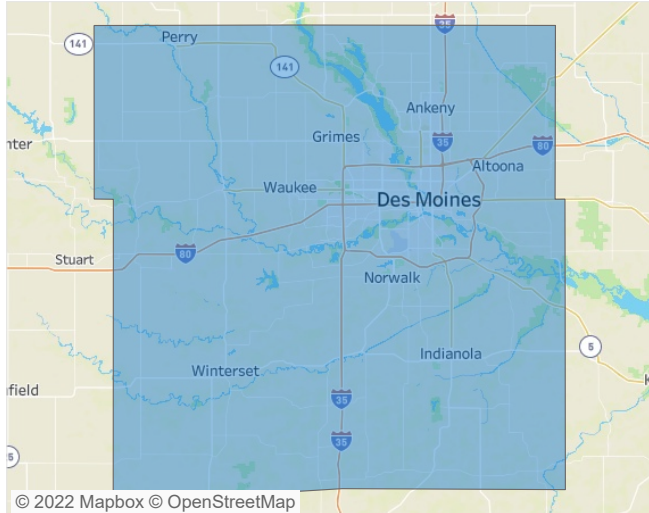 35
141
Perry
141
Ankeny
Grimes
35
80
nter
Altoona
Waukee
Des Moines
80
Stuart
Norwalk
5
Indianola
Winterset
field
35
K
35
5
© 2022 Mapbox © OpenStreetMap